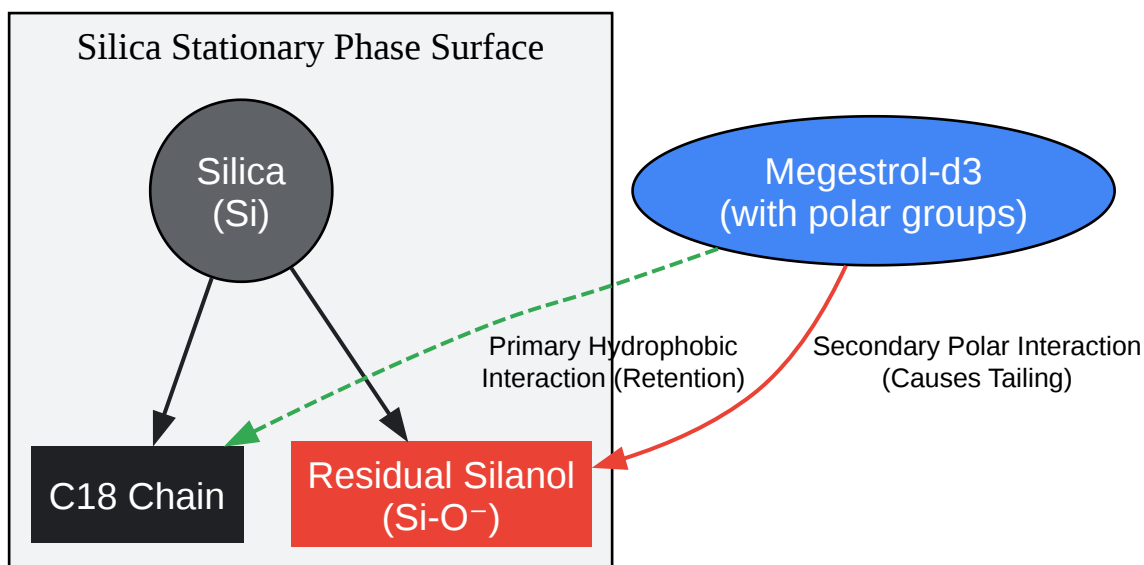 Silica Stationary Phase Surface
Silica
(Si)
Megestrol-d3
(with polar groups)
Primary Hydrophobic
Interaction (Retention)
Secondary Polar Interaction
(Causes Tailing)
C18 Chain
Residual Silanol
(Si-O⁻)